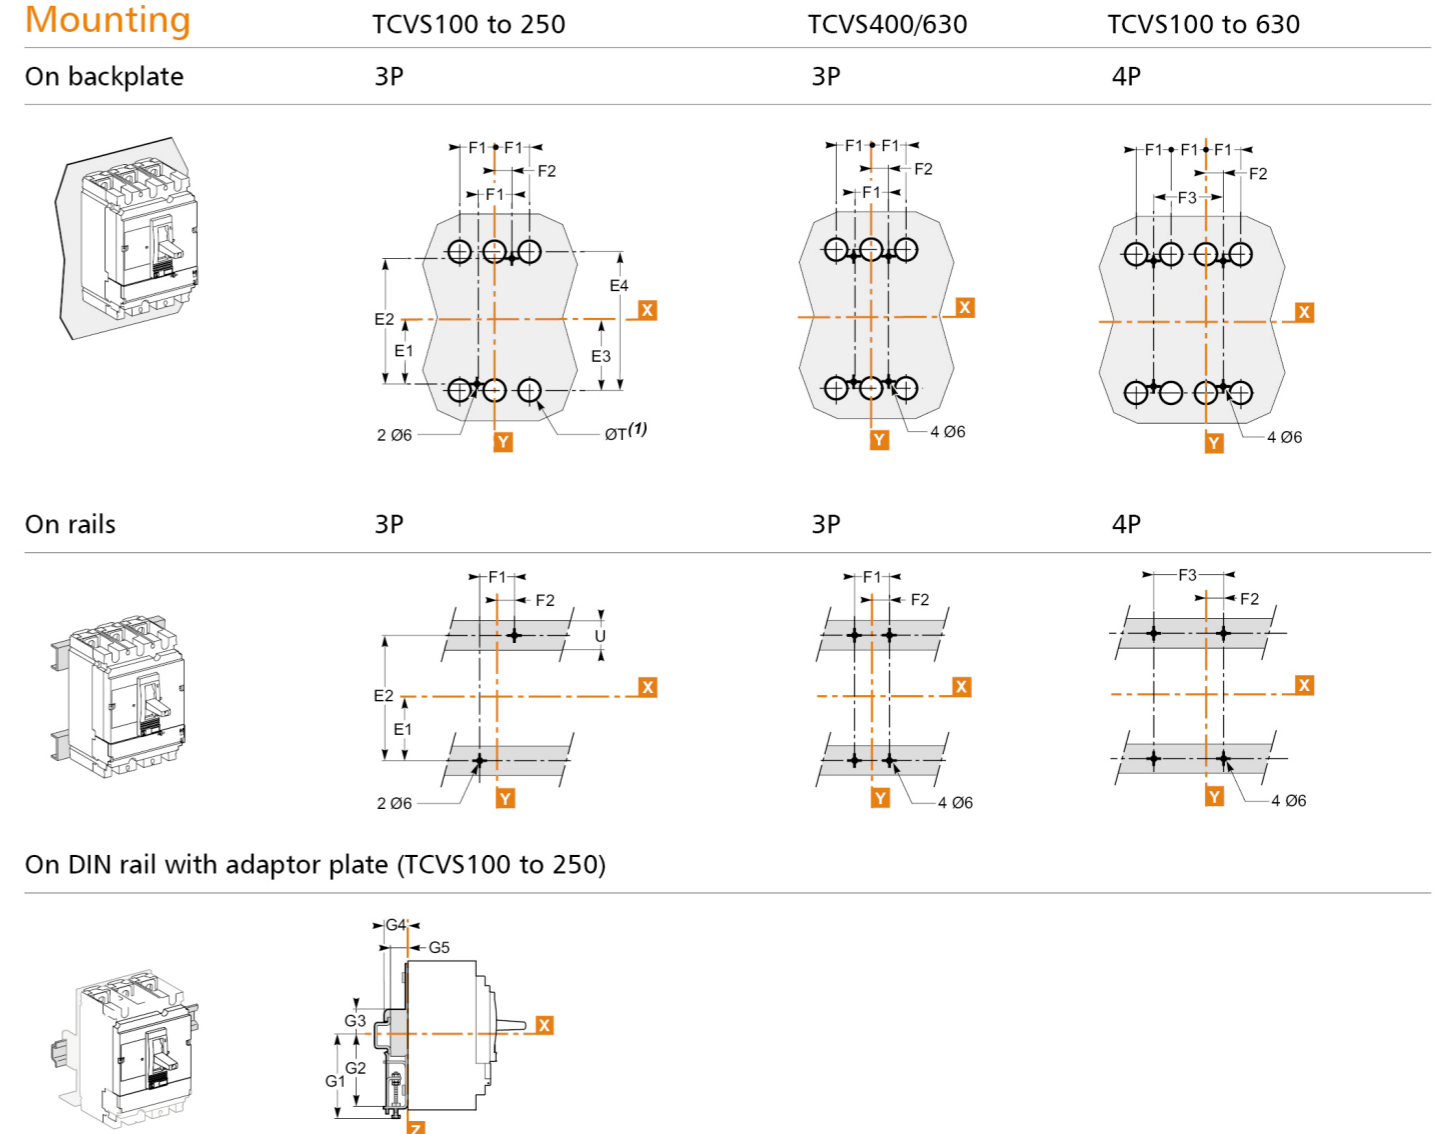 Mounting TCVS100 to 250 TCVS400/630 TCVS100 to 630
On backplate 3P 3P 4P
F1 F1 F1 F1 F1 F1 F1
F2 F2 F2
F1 F1 F3
E4
X X X
E2
E1 E3
2 Ø6 ØT(1) 4 Ø6 4 Ø6
Y Y Y
On rails 3P 3P 4P
F1 F1 F3
F2 F2 F2
U
X X X
E2
E1
Y Y Y
2 Ø6 4 Ø6 4 Ø6
On DIN rail with adaptor plate (TCVS100 to 250)
G4
G5
G3 X
G2
G1
Z